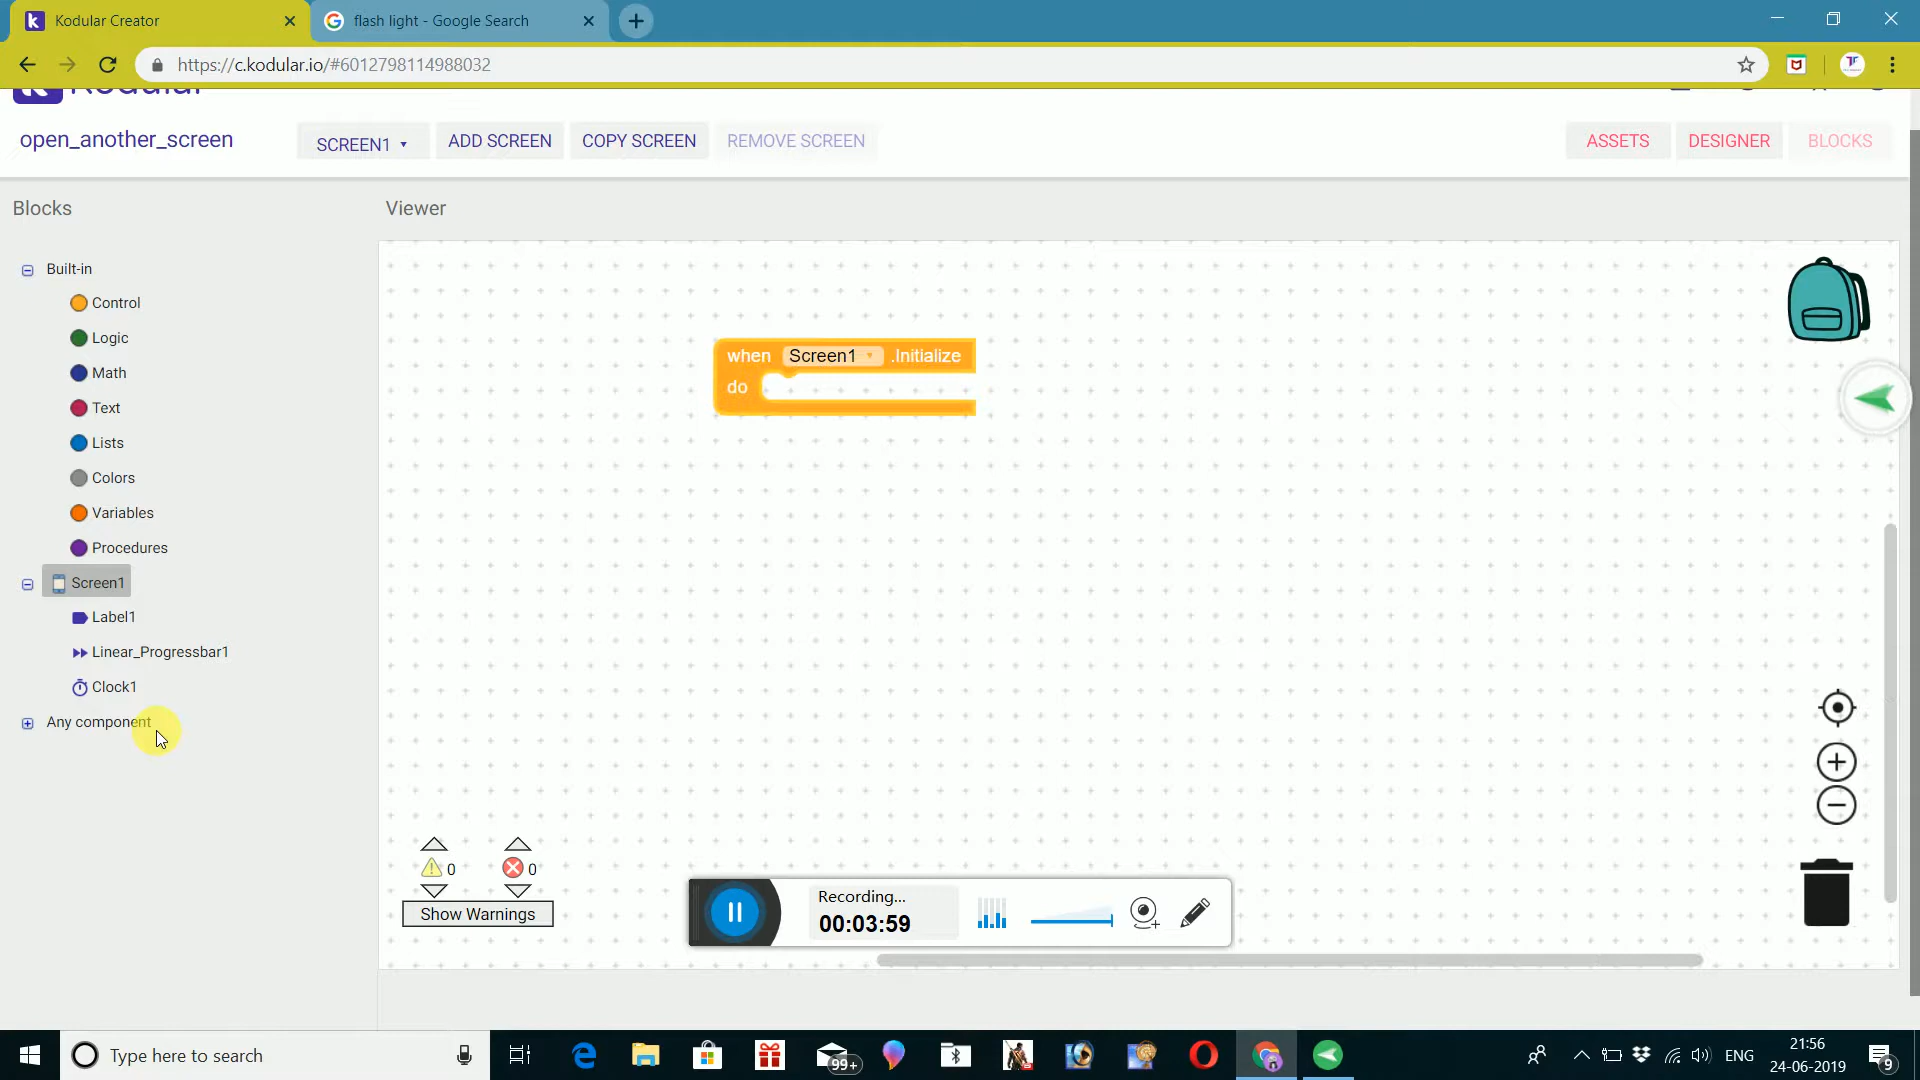 Kodular Creator
flash light - Google Search
https://c.kodular.io/#6012798114988032
Kodular
open_another_screen
SCREEN1
ADD SCREEN
COPY SCREEN
REMOVE SCREEN
ASSETS
DESIGNER
BLOCKS
Blocks
Viewer
Built-in
Control
Logic
Math
Text
Lists
Colors
Variables
Procedures
Screen1
Label1
Linear_Progressbar1
Clock1
Any component
when Screen1 .Initialize
do
0 0
Show Warnings
Recording...
00:03:59
Type here to search
99+
ENG
21:56
24-06-2019
9